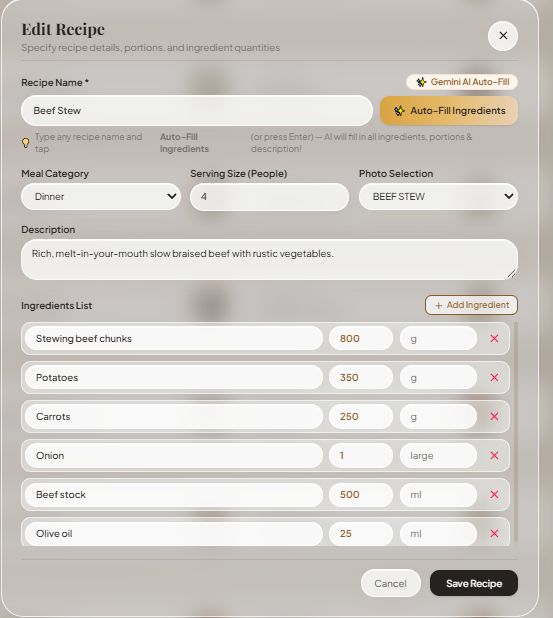 Edit Recipe
Specify recipe details, portions, and ingredient quantities
Recipe Name *
Gemini AI Auto-Fill
Beef Stew
Auto-Fill Ingredients
Type any recipe name and tap
Auto-Fill Ingredients
(or press Enter) — AI will fill in all ingredients, portions & description!
Meal Category
Serving Size (People)
Photo Selection
Dinner
4
BEEF STEW
Description
Rich, melt-in-your-mouth slow braised beef with rustic vegetables.
Ingredients List
+ Add Ingredient
Stewing beef chunks 800 g
Potatoes 350 g
Carrots 250 g
Onion 1 large
Beef stock 500 ml
Olive oil 25 ml
Cancel
Save Recipe